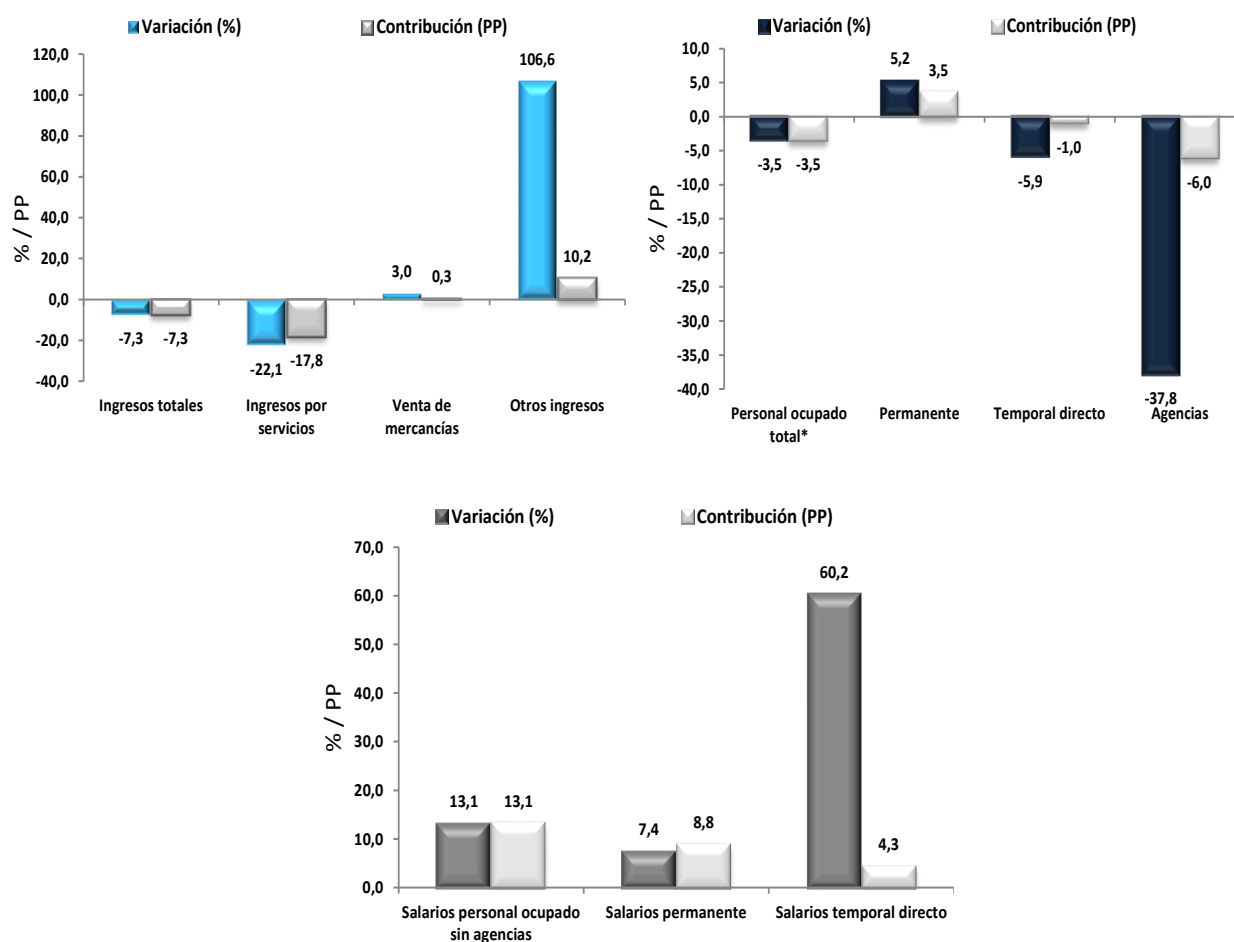 Variación (%) Contribución (PP)
120,0
100,0
80,0
60,0
40,0
20,0
0,0
-20,0
-40,0
% / PP
-7,3 -7,3
-22,1 -17,8
3,0 0,3
106,6 10,2
Ingresos totales
Ingresos por
servicios
Venta de
mercancías
Otros ingresos
Variación (%) Contribución (PP)
10,0
5,0
0,0
-5,0
-10,0
-15,0
-20,0
-25,0
-30,0
-35,0
-40,0
% / PP
-3,5 -3,5
5,2 3,5
-5,9 -1,0
-37,8 -6,0
Personal ocupado
total*
Permanente
Temporal directo
Agencias
Variación (%) Contribución (PP)
70,0
60,0
50,0
40,0
30,0
20,0
10,0
0,0
% / PP
13,1 13,1
7,4 8,8
60,2 4,3
Salarios personal ocupado
sin agencias
Salarios permanente
Salarios temporal directo